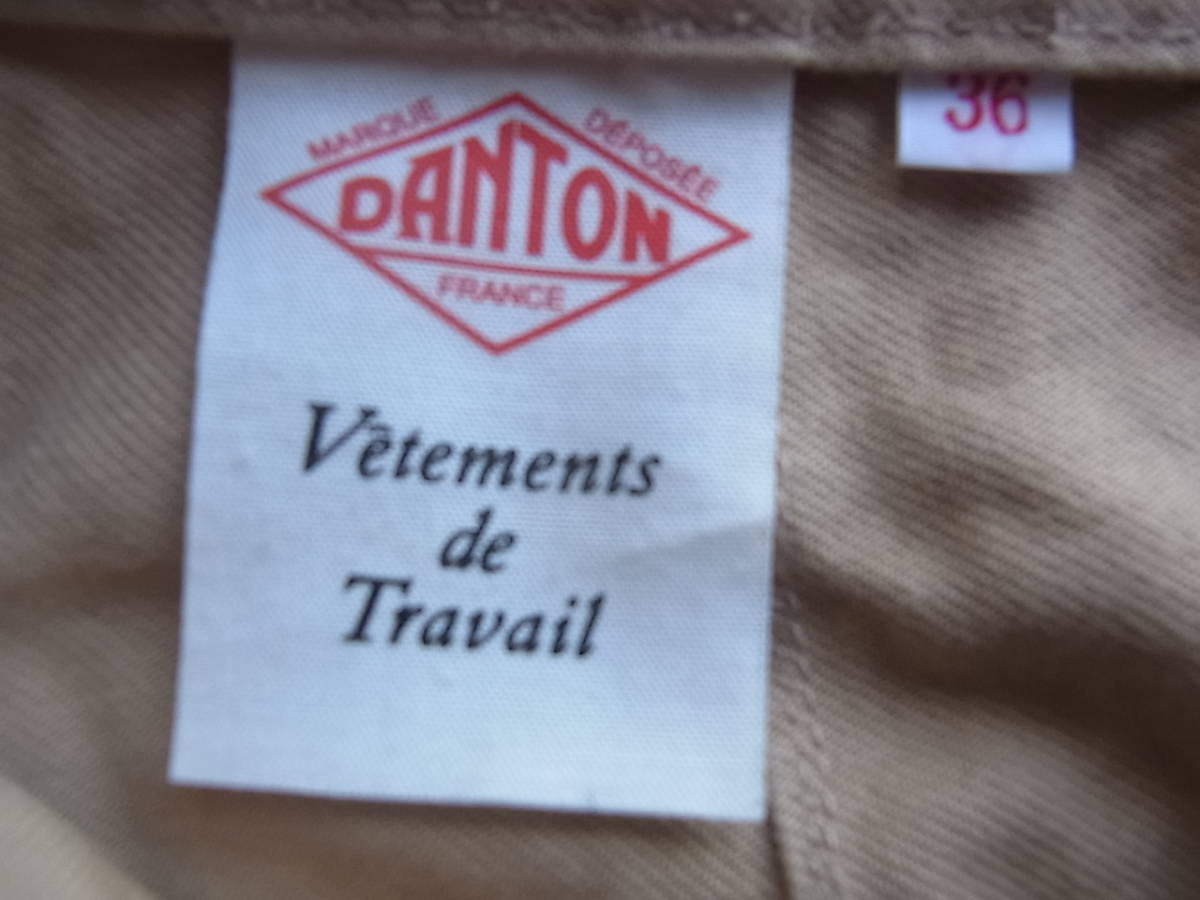 MARQUE DÉPOSÉE
DANTON
FRANCE
Vêtements
de
Travail
36